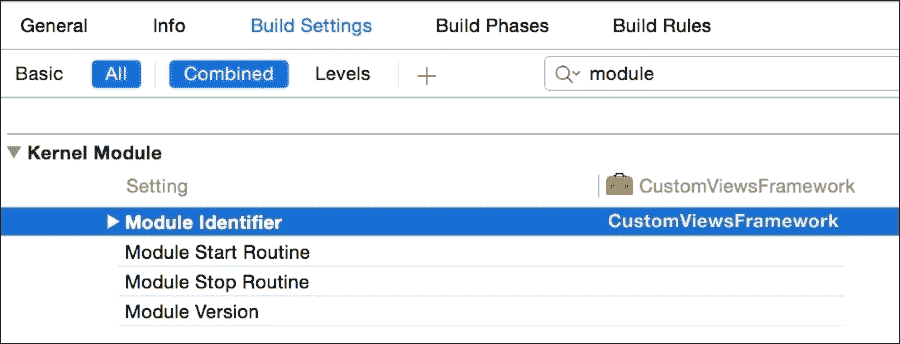 General Info Build Settings Build Phases Build Rules
Basic All Combined Levels + module
Kernel Module
Setting CustomViewsFramework
Module Identifier CustomViewsFramework
Module Start Routine
Module Stop Routine
Module Version